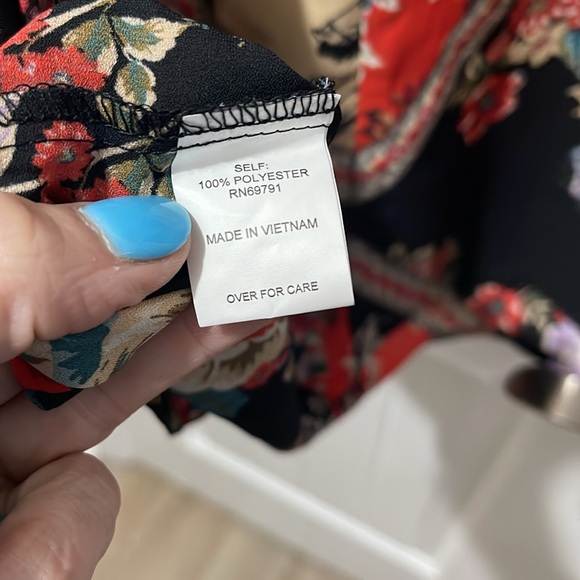 SELF:
100% POLYESTER
RN69791
MADE IN VIETNAM
OVER FOR CARE